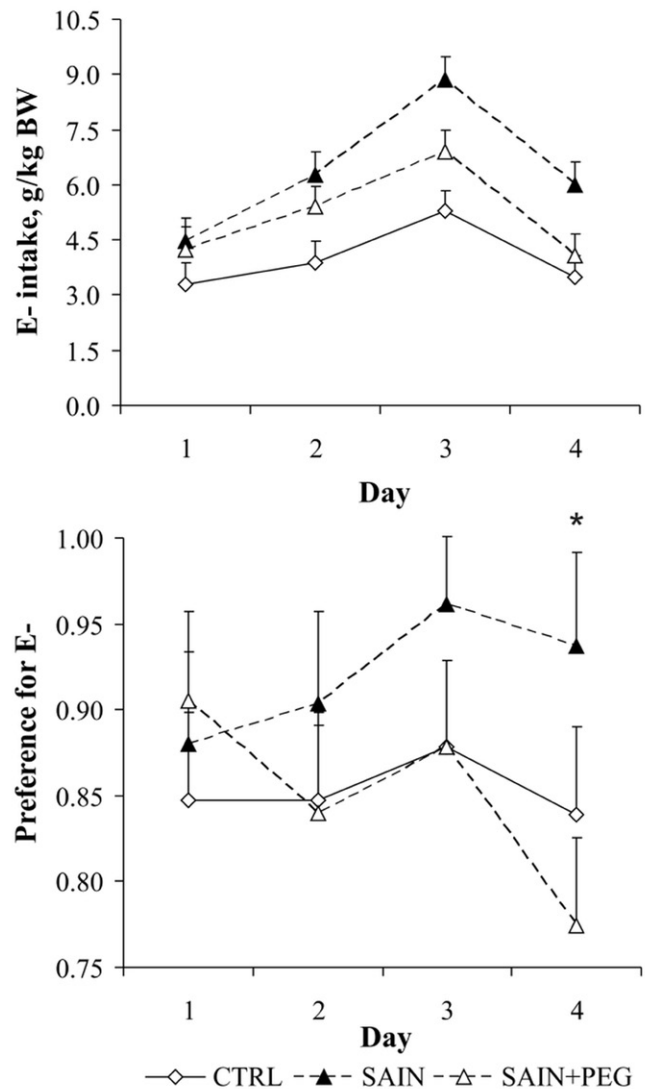 E- intake, g/kg BW
10.5
9.0
7.5
6.0
4.5
3.0
1.5
0.0
1 2 3 4
Day
*
Preference for E-
1.00
0.95
0.90
0.85
0.80
0.75
1 2 3 4
Day
CTRL SAIN SAIN+PEG